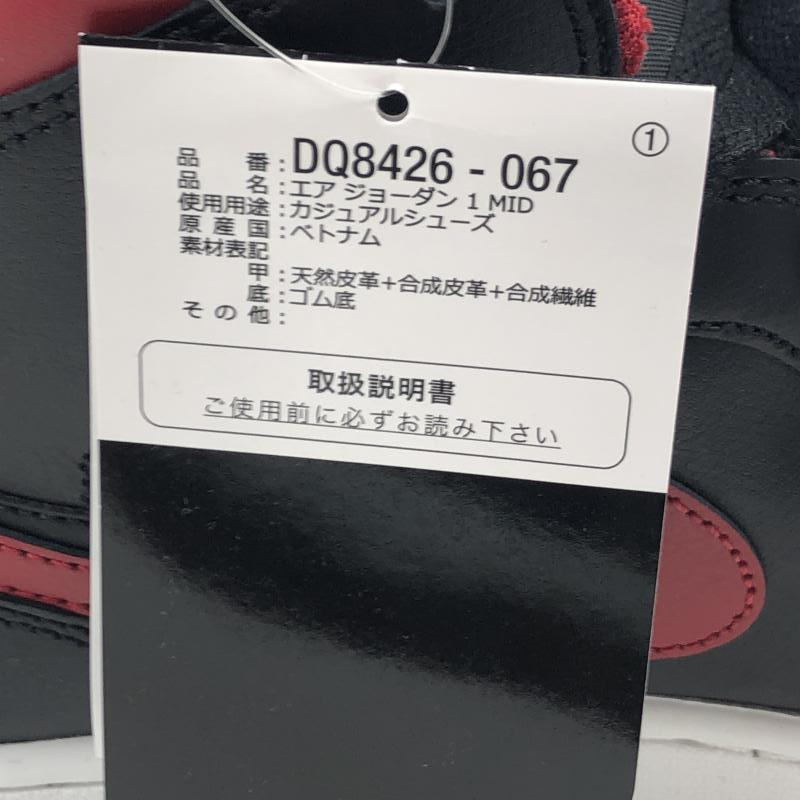 ①
品 番:DQ8426 - 067
品 名:エア ジョーダン 1 MID
使用用途:カジュアルシューズ
原 産 国:ベトナム
素材表記
甲:天然皮革+合成皮革+合成繊維
底:ゴム底
そ の 他:
取扱説明書
ご使用前に必ずお読み下さい